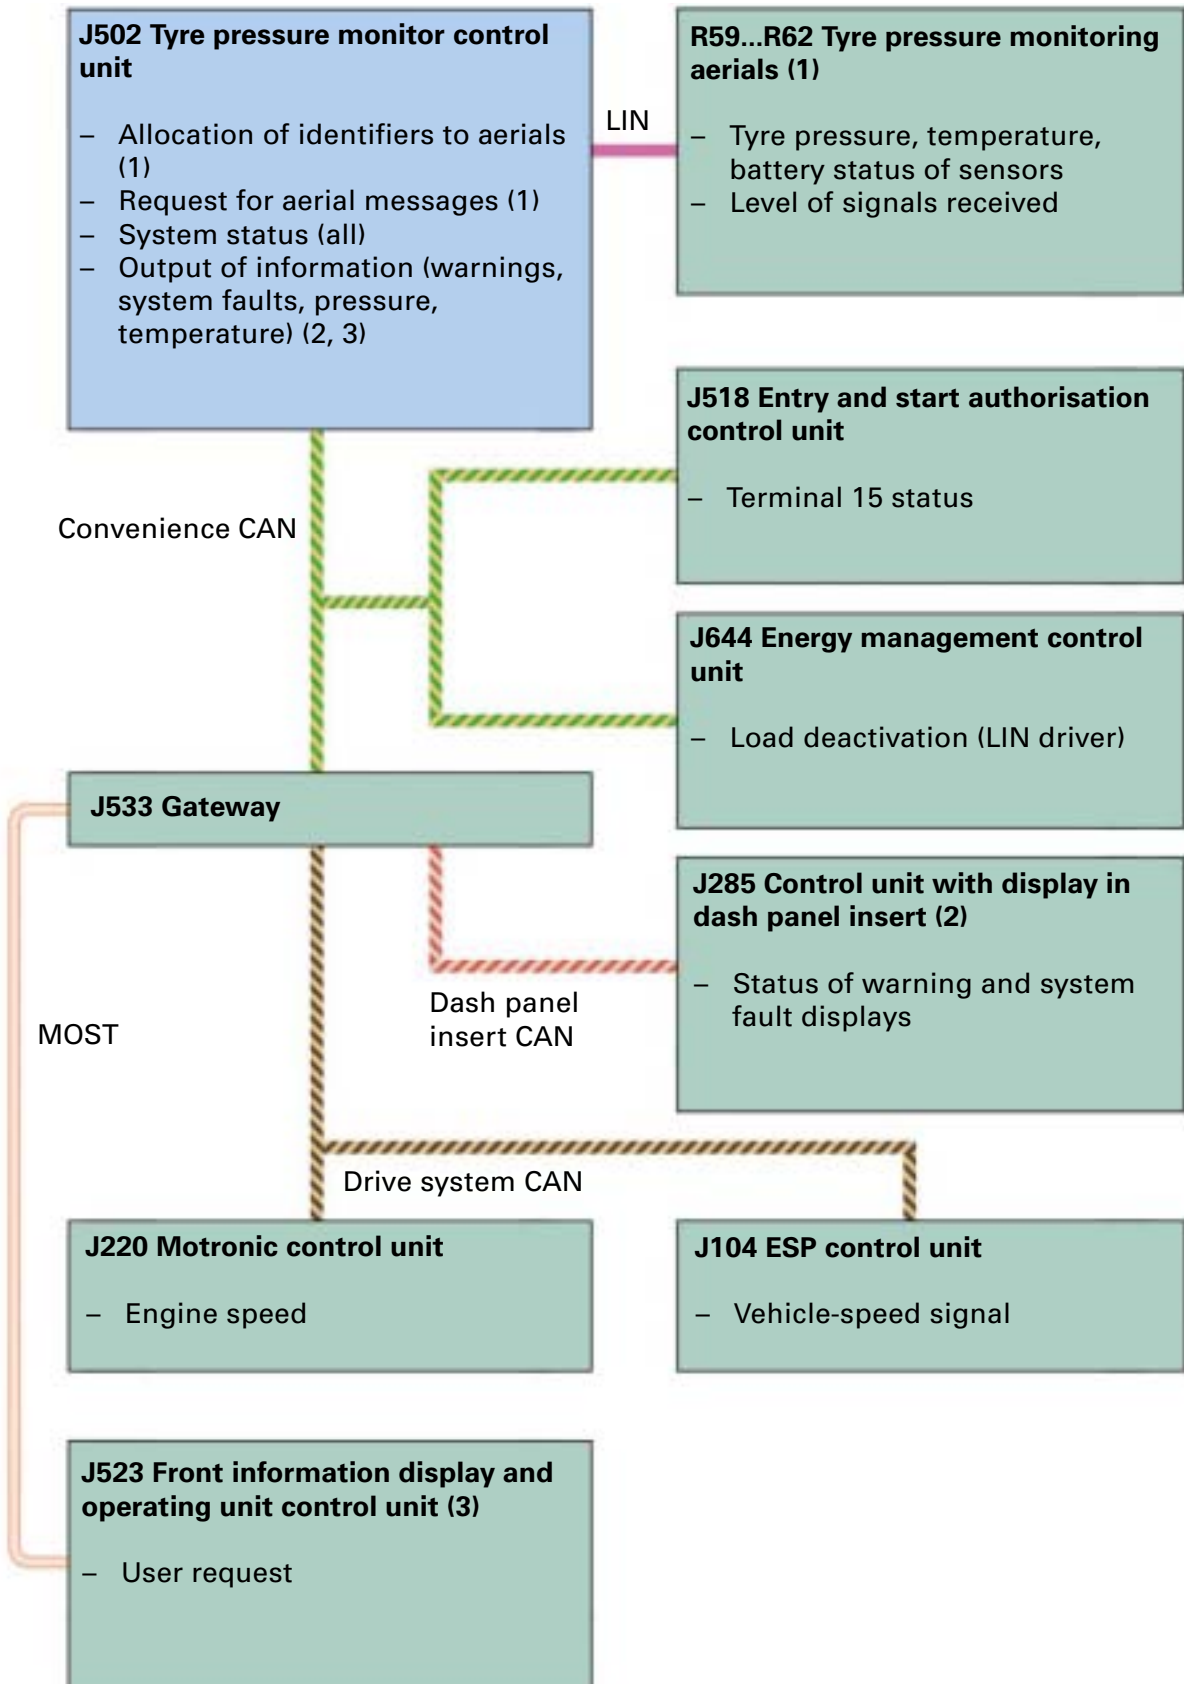 J502 Tyre pressure monitor control
unit
– Allocation of identifiers to aerials
(1)
– Request for aerial messages (1)
– System status (all)
– Output of information (warnings,
system faults, pressure,
temperature) (2, 3)
LIN
R59...R62 Tyre pressure monitoring
aerials (1)
– Tyre pressure, temperature,
battery status of sensors
– Level of signals received
J518 Entry and start authorisation
control unit
– Terminal 15 status
Convenience CAN
J644 Energy management control
unit
– Load deactivation (LIN driver)
J533 Gateway
J285 Control unit with display in
dash panel insert (2)
– Status of warning and system
fault displays
Dash panel
insert CAN
MOST
Drive system CAN
J220 Motronic control unit
– Engine speed
J104 ESP control unit
– Vehicle-speed signal
J523 Front information display and
operating unit control unit (3)
– User request